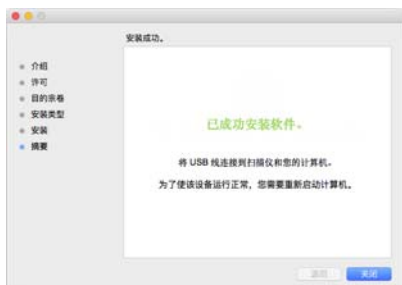 安装成功。
介绍
许可
目的宗卷
安装类型
安装
摘要
已成功安装软件。
将 USB 线连接到扫描仪和您的计算机。
为了使该设备运行正常，您需要重新启动计算机。
返回
关闭